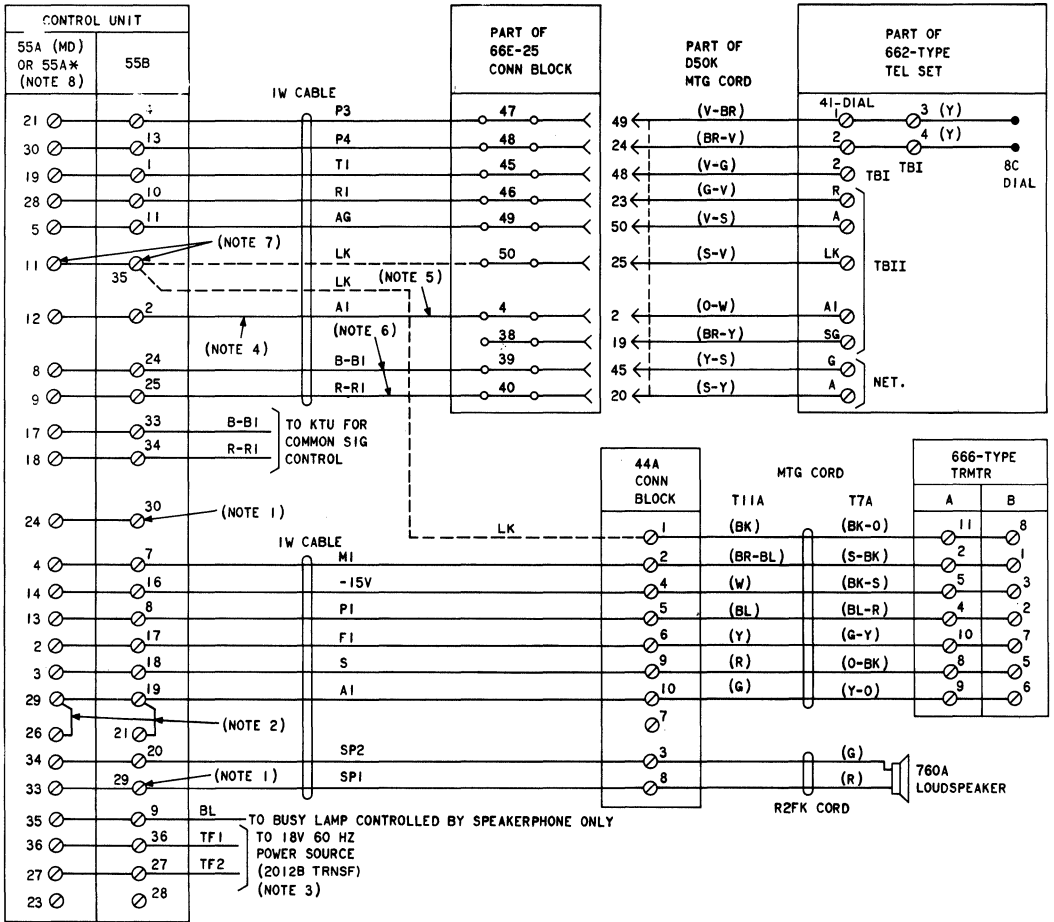 CONTROL UNIT
55A (MD)
OR 55A*
(NOTE 8)
55B
IW CABLE
PART OF
66E-25
CONN BLOCK
PART OF
D50K
MTG CORD
PART OF
662-TYPE
TEL SET
21 4 P3 47 49 (V-BR) 41-DIAL 1 3 (Y)
30 13 P4 48 24 (BR-V) 2 4 (Y)
TBI
8C
DIAL
19 1 T1 45 48 (V-G) 2 TBI
28 10 R1 46 23 (G-V) R
5 11 AG 49 50 (V-S) A
(NOTE 7)
11 35 LK 50 25 (S-V) LK
TBII
LK
(NOTE 5)
12 2 A1 4 2 (O-W) A1
(NOTE 4)
(NOTE 6)
38 19 (BR-Y) SG
8 24 B-B1 39 45 (Y-S) G
9 25 R-R1 40 20 (S-Y) A
NET.
17 33 B-B1
18 34 R-R1
TO KTU FOR
COMMON SIG
CONTROL
44A
CONN
BLOCK
MTG CORD
T11A T7A
666-TYPE
TRMTR
A B
24 30 (NOTE 1)
LK 1 (BK) (BK-O) 11 8
IW CABLE
4 7 M1 2 (BR-BL) (S-BK) 2 1
14 16 -15V 4 (W) (BK-S) 5 3
13 8 P1 5 (BL) (BL-R) 4 2
2 17 F1 6 (Y) (G-Y) 10 7
3 18 S 9 (R) (O-BK) 8 5
29 19 A1 10 (G) (Y-O) 9 6
(NOTE 2)
26 21 7
34 20 SP2 3 (G)
33 29 (NOTE 1) SP1 8 (R)
R2FK CORD
760A
LOUDSPEAKER
35 9 BL TO BUSY LAMP CONTROLLED BY SPEAKERPHONE ONLY
36 36 TF1
27 27 TF2
TO 18V 60 HZ
POWER SOURCE
(2012B TRNSF)
(NOTE 3)
23 28